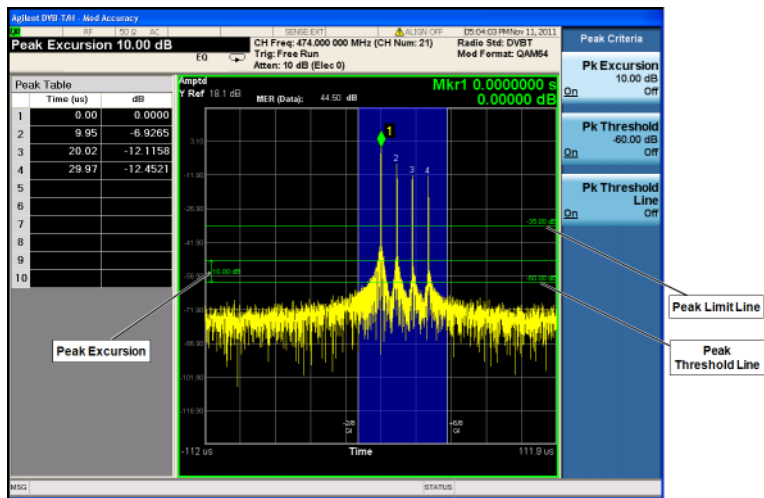 Agilent DVB-T/H - Mod Accuracy
RF 50 Ω AC SENSE:EXT ALIGN OFF 05:04:03 PM Nov 11, 2011
Peak Excursion 10.00 dB
EQ
CH Freq: 474.000 000 MHz (CH Num: 21)
Trig: Free Run
Atten: 10 dB (Elec 0)
Radio Std: DVBT
Mod Format: QAM64
Peak Criteria
Pk Excursion
10.00 dB
On Off
Pk Threshold
-60.00 dB
On Off
Pk Threshold
Line
On Off
Peak Table
Time (us) dB
1 0.00 0.0000
2 9.95 -6.9265
3 20.02 -12.1158
4 29.97 -12.4521
5
6
7
8
9
10
Amptd
Y Ref 18.1 dB
MER (Data): 44.50 dB
Mkr1 0.0000000 s
0.00000 dB
3.10
-11.90
-26.90
-41.90
-56.90
-71.90
-86.90
-101.90
-116.90
1
2
3
4
-35.00 dB
10.00 dB
-60.00 dB
-2/8
GI
+6/8
GI
-112 us
Time
111.9 us
Peak Excursion
Peak Limit Line
Peak
Threshold Line
MSG
STATUS